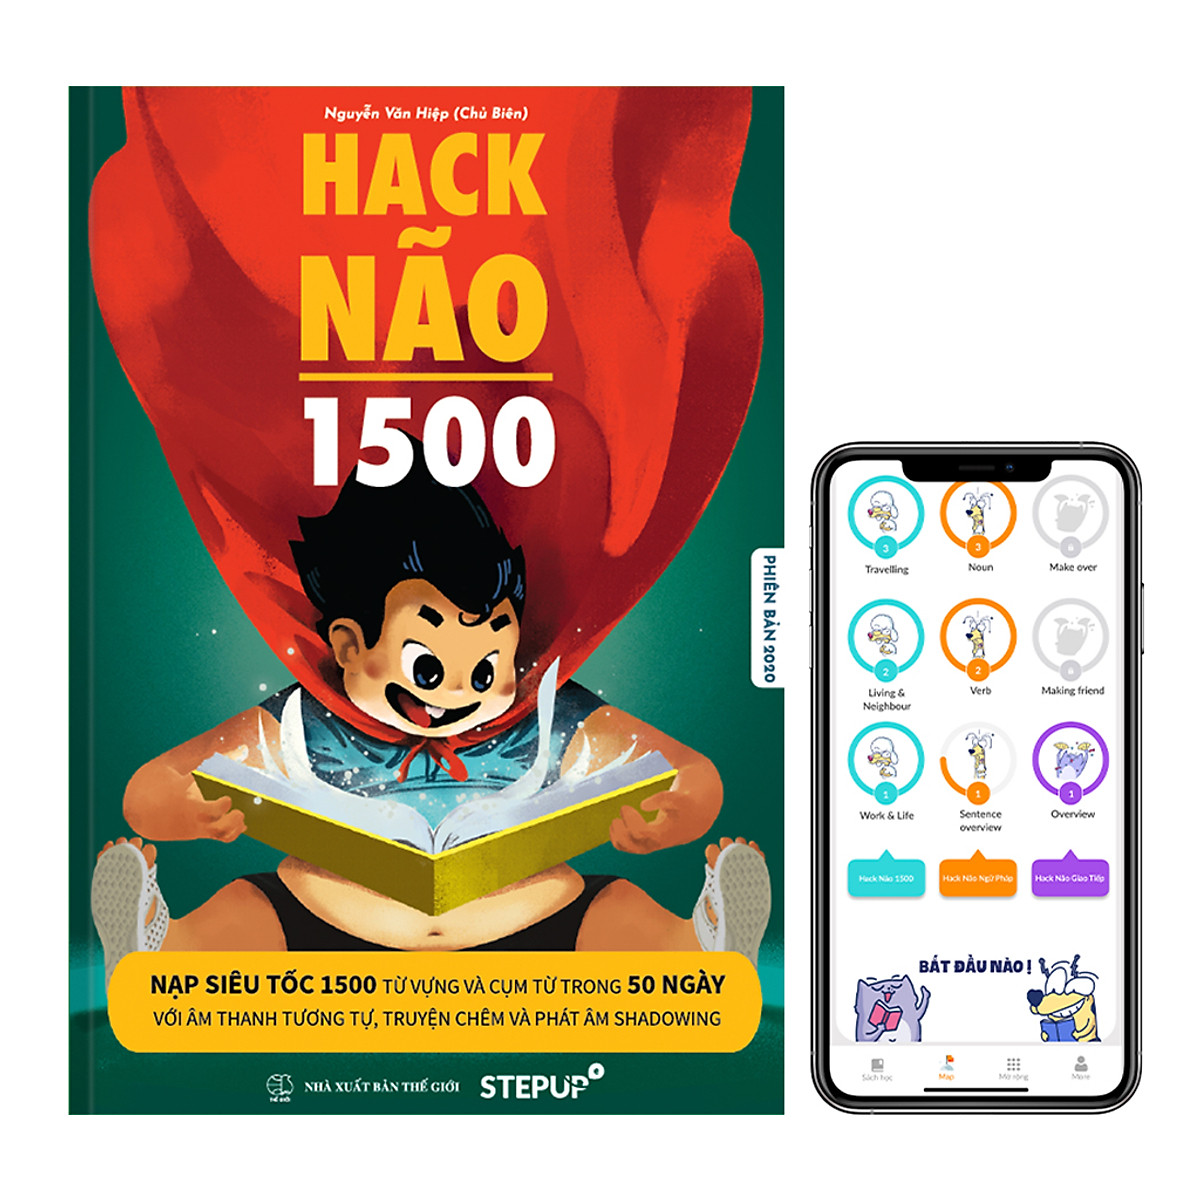 Nguyễn Văn Hiệp (Chủ Biên)
HACK
NÃO
1500
PHIÊN BẢN 2020
NẠP SIÊU TỐC 1500 TỪ VỰNG VÀ CỤM TỪ TRONG 50 NGÀY
VỚI ÂM THANH TƯƠNG TỰ, TRUYỆN CHÊM VÀ PHÁT ÂM SHADOWING
THẾ GIỚI
NHÀ XUẤT BẢN THẾ GIỚI
STEPUP
3
3
Travelling
Noun
Make over
2
2
Living &
Neighbour
Verb
Making friend
1
1
1
Work & Life
Sentence
overview
Overview
Hack Não 1500
Hack Não Ngữ Pháp
Hack Não Giao Tiếp
BẮT ĐẦU NÀO !
Sách học
Map
Mở rộng
More